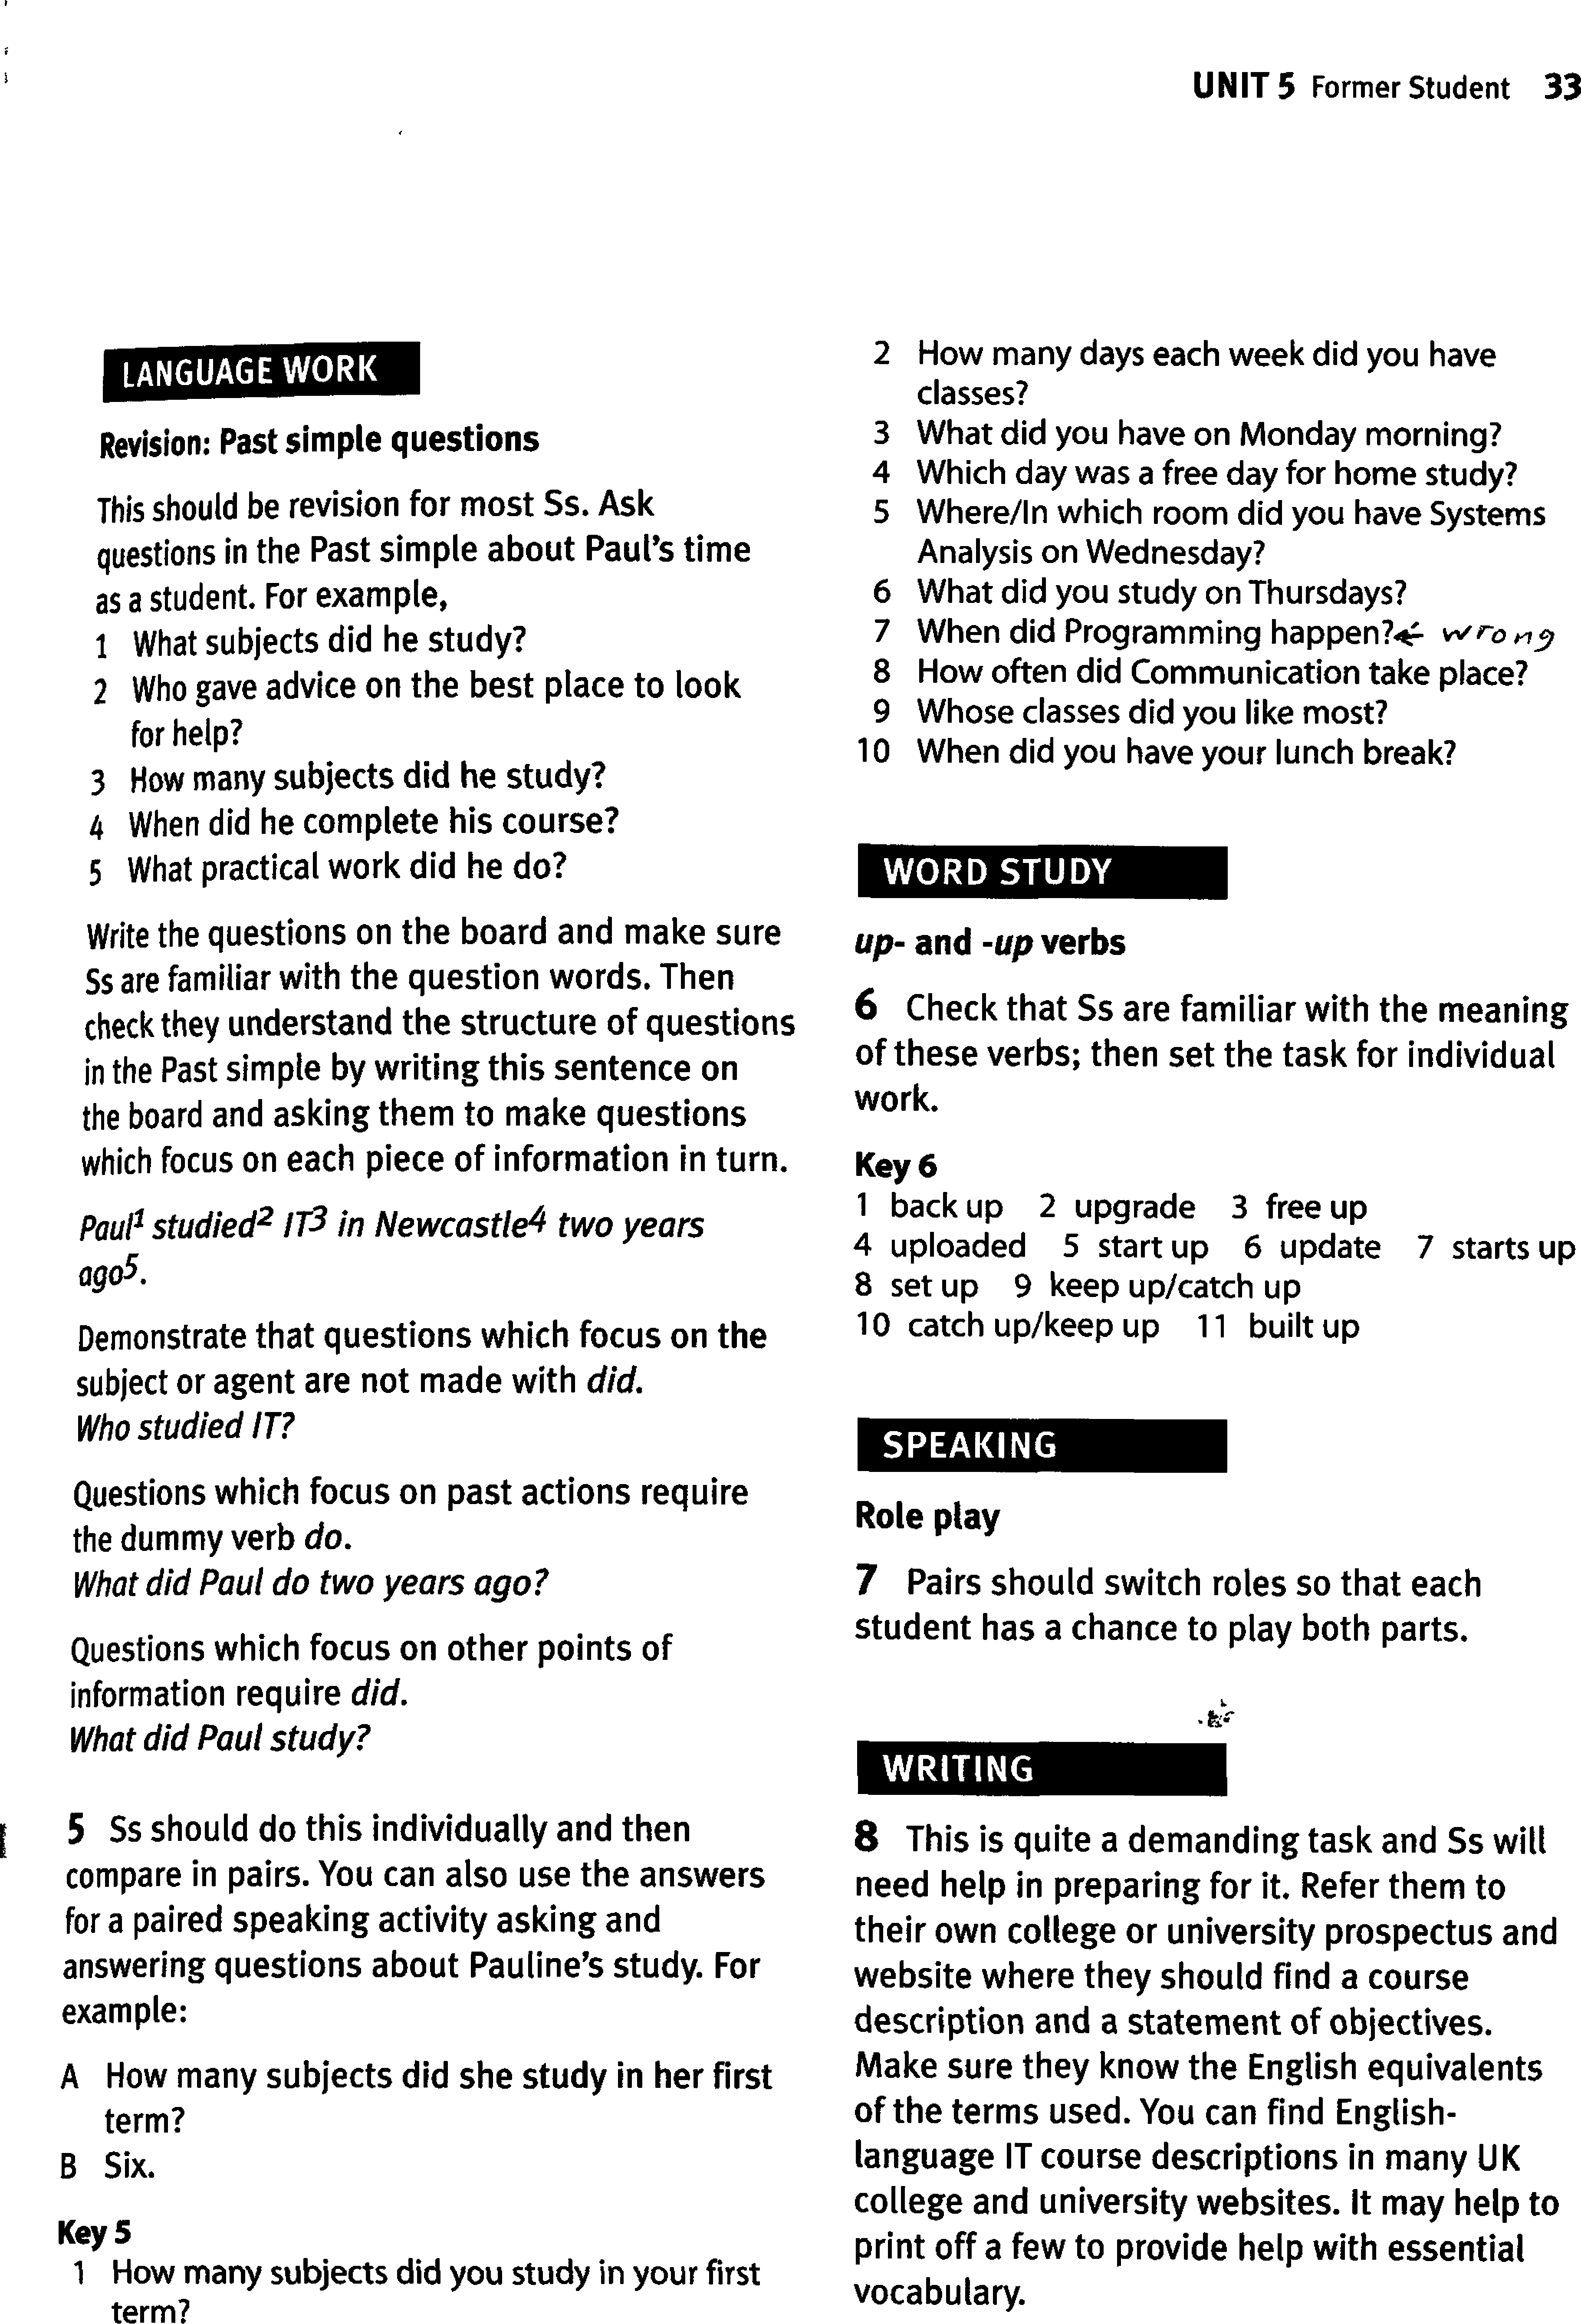 UNIT 5 Former Student 33
LANGUAGE WORK
Revision: Past simple questions
This should be revision for most Ss. Ask
questions in the Past simple about Paul's time
as a student. For example,
1 What subjects did he study?
2 Who gave advice on the best place to look
for help?
3 How many subjects did he study?
4 When did he complete his course?
5 What practical work did he do?
Write the questions on the board and make sure
Ss are familiar with the question words. Then
check they understand the structure of questions
in the Past simple by writing this sentence on
the board and asking them to make questions
which focus on each piece of information in turn.
Paul1 studied2 IT3 in Newcastle4 two years
ago5.
Demonstrate that questions which focus on the
subject or agent are not made with did.
Who studied IT?
Questions which focus on past actions require
the dummy verb do.
What did Paul do two years ago?
Questions which focus on other points of
information require did.
What did Paul study?
5 Ss should do this individually and then
compare in pairs. You can also use the answers
for a paired speaking activity asking and
answering questions about Pauline's study. For
example:
A How many subjects did she study in her first
term?
B Six.
Key 5
1 How many subjects did you study in your first
term?
2 How many days each week did you have
classes?
3 What did you have on Monday morning?
4 Which day was a free day for home study?
5 Where/In which room did you have Systems
Analysis on Wednesday?
6 What did you study on Thursdays?
7 When did Programming happen?← wrong
8 How often did Communication take place?
9 Whose classes did you like most?
10 When did you have your lunch break?
WORD STUDY
up- and -up verbs
6 Check that Ss are familiar with the meaning
of these verbs; then set the task for individual
work.
Key 6
1 back up 2 upgrade 3 free up
4 uploaded 5 start up 6 update 7 starts up
8 set up 9 keep up/catch up
10 catch up/keep up 11 built up
SPEAKING
Role play
7 Pairs should switch roles so that each
student has a chance to play both parts.
WRITING
8 This is quite a demanding task and Ss will
need help in preparing for it. Refer them to
their own college or university prospectus and
website where they should find a course
description and a statement of objectives.
Make sure they know the English equivalents
of the terms used. You can find English-
language IT course descriptions in many UK
college and university websites. It may help to
print off a few to provide help with essential
vocabulary.